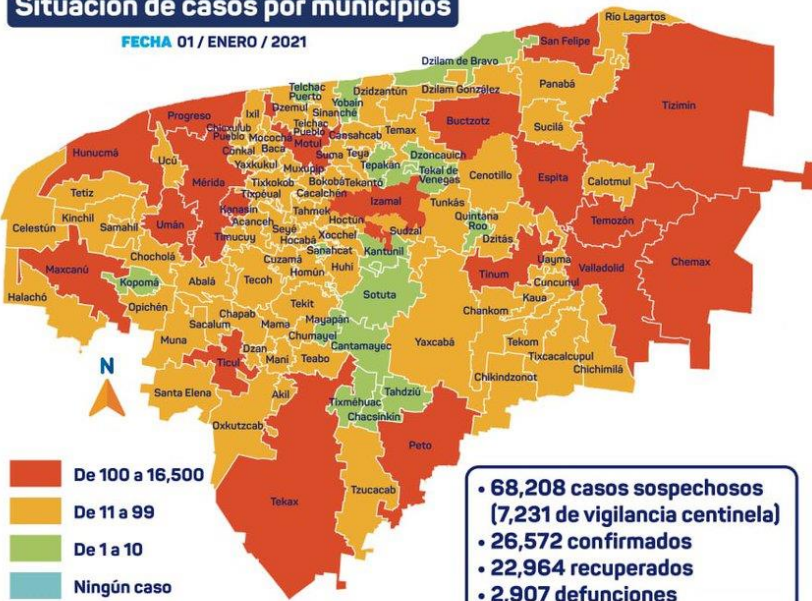 Situación de casos por municipios
FECHA 01 / ENERO / 2021
Río Lagartos
San Felipe
Dzilam de Bravo
Tizimín
Panabá
Telchac Puerto
Dzidzantún
Dzilam González
Yobaín
Sinanché
Dzemul
Ixil
Progreso
Chicxulub Pueblo
Mocochá
Telchac Pueblo
Cansahcab
Temax
Buctzotz
Sucilá
Motul
Conkal
Baca
Suma
Teya
Hunucmá
Ucú
Yaxkukul
Muxupip
Tepakán
Dzoncauich
Tekal de Venegas
Cenotillo
Espita
Calotmul
Mérida
Tixkokob
Bokobá
Tekantó
Tixpéual
Cacalchén
Izamal
Tunkás
Tetiz
Kinchil
Samahil
Celestún
Umán
Kanasín
Acanceh
Tahmek
Hoctún
Seyé
Xocchel
Sudzal
Quintana Roo
Dzitás
Temozón
Timucuy
Hocabá
Sanahcat
Kantunil
Cuzamá
Homún
Huhí
Uayma
Tinum
Valladolid
Chemax
Cuncunul
Kaua
Maxcanú
Chocholá
Kopomá
Abalá
Tecoh
Sotuta
Halachó
Opichén
Tekit
Chankom
Chapab
Mama
Mayapán
Sacalum
Chumayel
Cantamayec
Yaxcabá
Tekom
Muna
Tixcacalcupul
Chichimilá
Dzan
Mani
Teabo
Ticul
Chikindzonot
Santa Elena
Akil
Tixméhuac
Tahdziú
Chacsinkín
Oxkutzcab
Peto
Tzucacab
Tekax
N
De 100 a 16,500
De 11 a 99
De 1 a 10
Ningún caso
• 68,208 casos sospechosos
(7,231 de vigilancia centinela)
• 26,572 confirmados
• 22,964 recuperados
• 2,907 defunciones